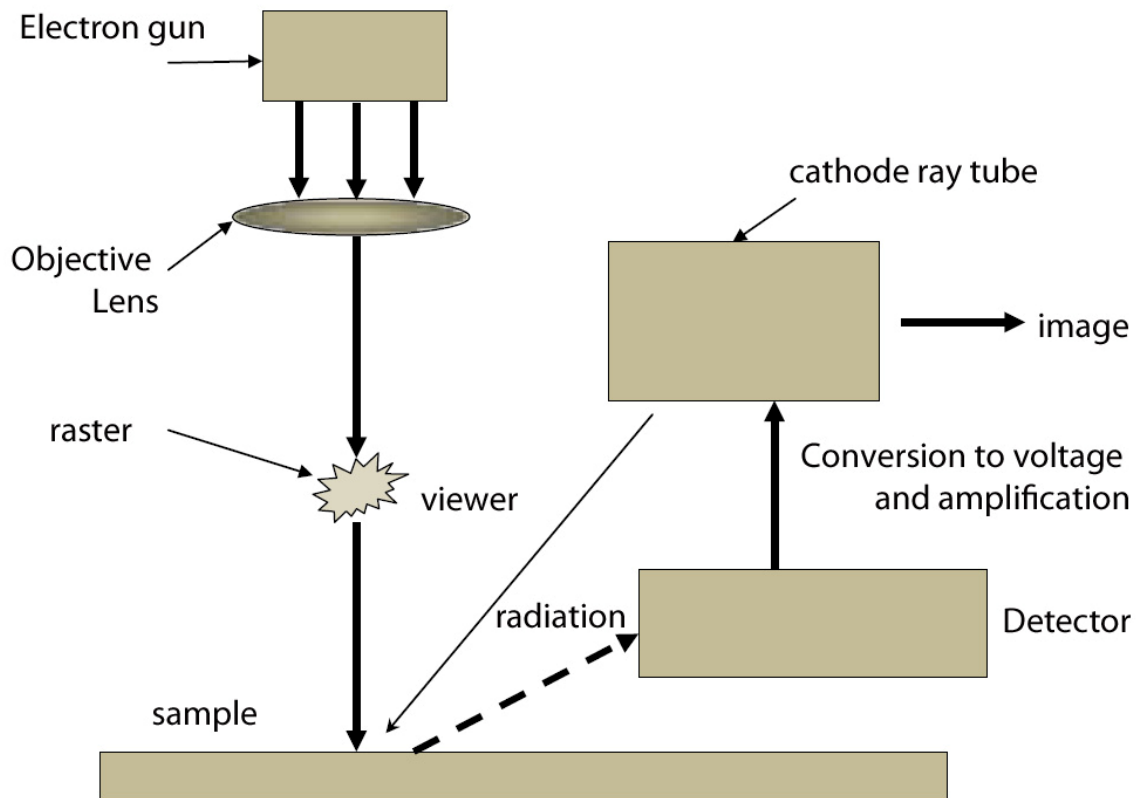 Electron gun
cathode ray tube
Objective
Lens
image
raster
viewer
Conversion to voltage
and amplification
radiation
Detector
sample